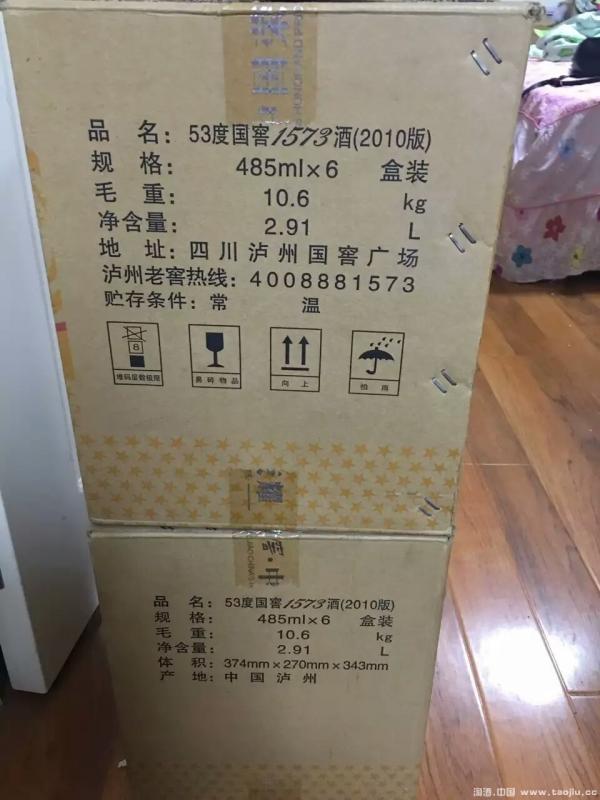 国
品 名：53度国窖1573酒(2010版)
规 格： 485ml×6 盒装
毛 重： 10.6 kg
净含量： 2.91 L
地 址：四川泸州国窖广场
泸州老窖热线：4008881573
贮存条件：常 温
8
堆码层数极限
易碎物品
向上
怕雨
耀
窖·中
品 名：53度国窖1573酒(2010版)
规 格： 485ml×6 盒装
毛 重： 10.6 kg
净含量： 2.91 L
体 积：374mm×270mm×343mm
产 地：中国泸州
淘酒.中国 www.taojiu.cc